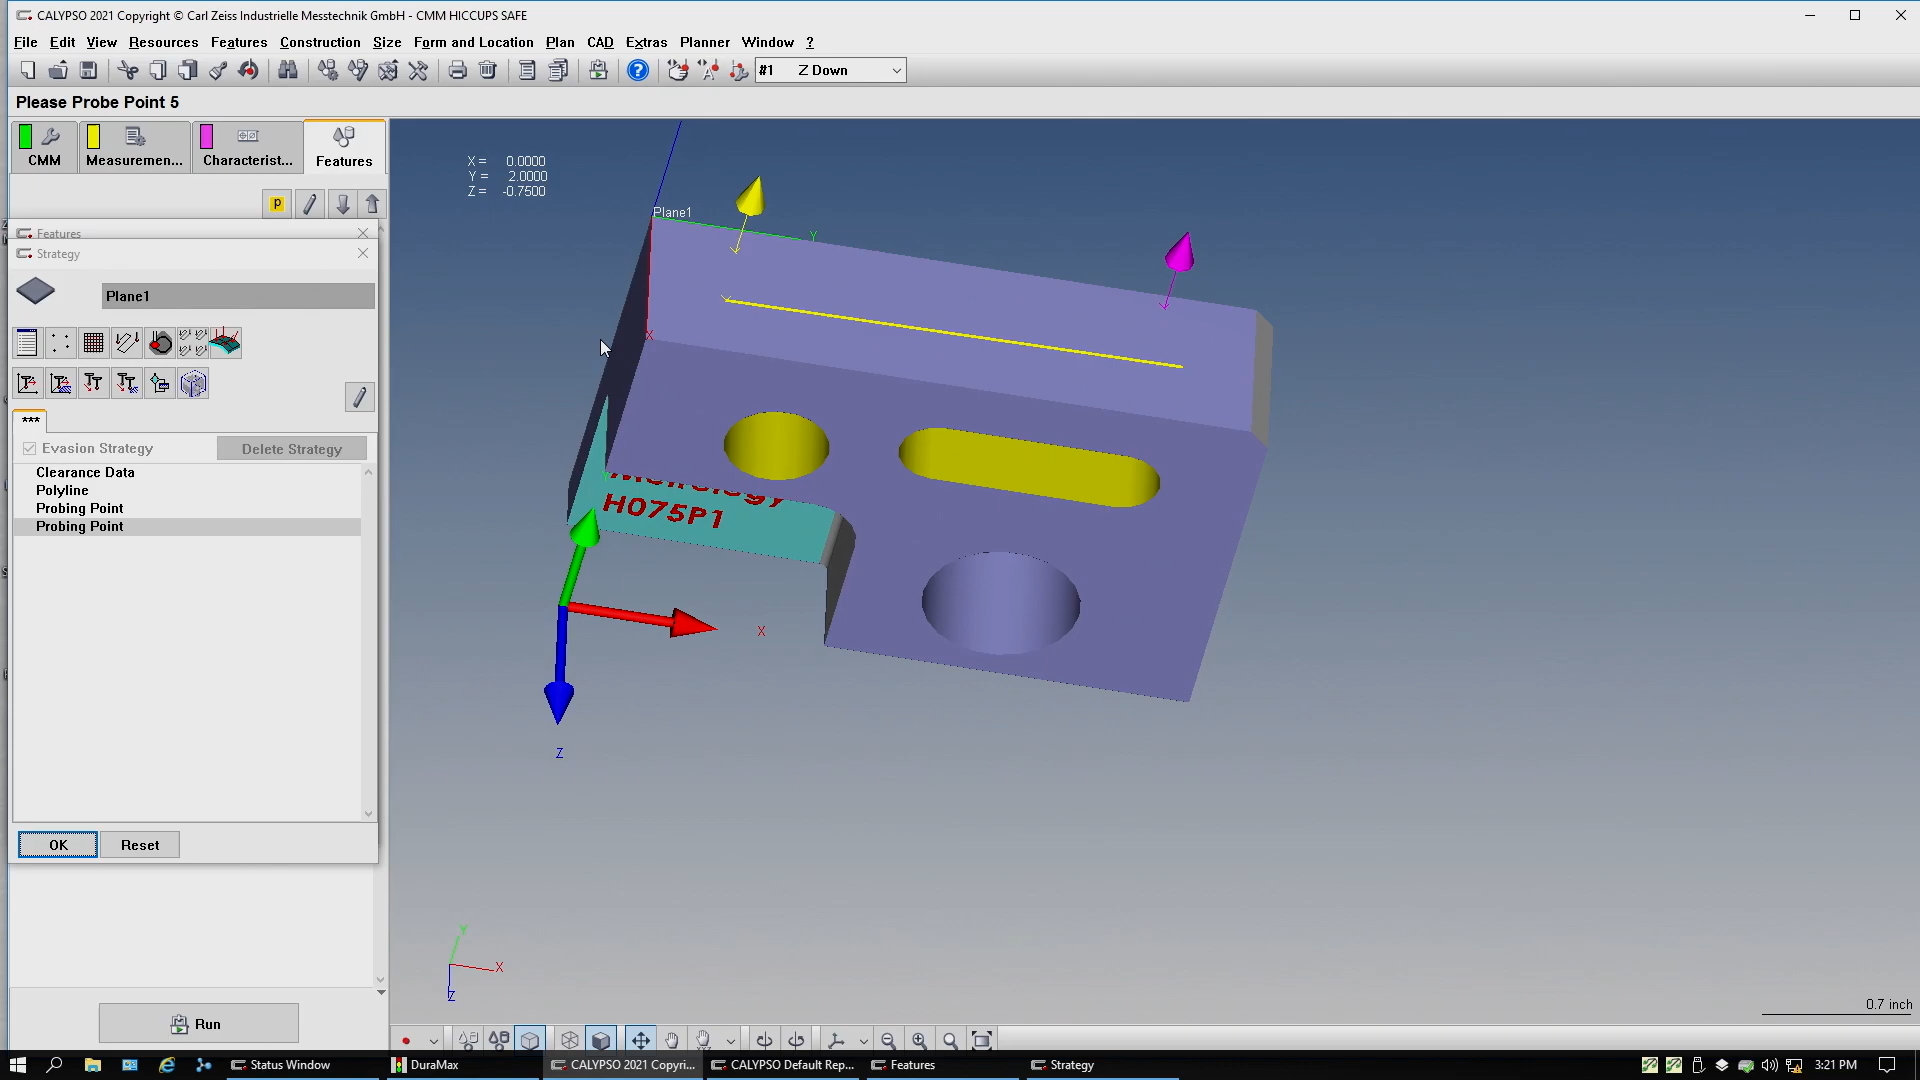 CALYPSO 2021 Copyright © Carl Zeiss Industrielle Messtechnik GmbH - CMM HICCUPS SAFE
File Edit View Resources Features Construction Size Form and Location Plan CAD Extras Planner Window ?
#1 Z Down
Please Probe Point 5
CMM Measuremen... Characterist... Features
p
Features
Strategy
Plane1
***
Evasion Strategy Delete Strategy
Clearance Data
Polyline
Probing Point
Probing Point
OK Reset
Run
X = 0.0000
Y = 2.0000
Z = -0.7500
Plane1
Y
X
Metrology
H075P1
X
Z
Y
X
Z
0.7 inch
Status Window DuraMax CALYPSO 2021 Copyri... CALYPSO Default Rep... Features Strategy 3:21 PM